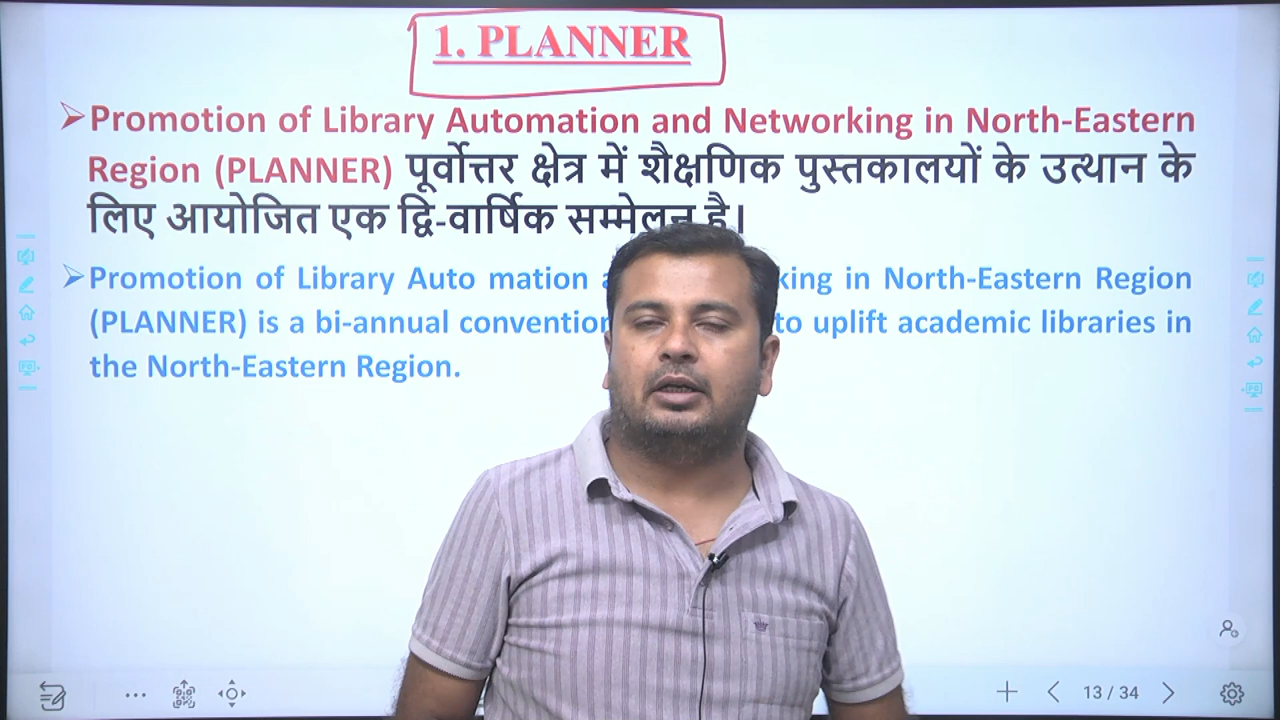 1. PLANNER
➢Promotion of Library Automation and Networking in North-Eastern
Region (PLANNER) पूर्वोत्तर क्षेत्र में शैक्षणिक पुस्तकालयों के उत्थान के
लिए आयोजित एक द्वि-वार्षिक सम्मेलन है।
➢Promotion of Library Auto mation king in North-Eastern Region
(PLANNER) is a bi-annual convention to uplift academic libraries in
the North-Eastern Region.
13 / 34